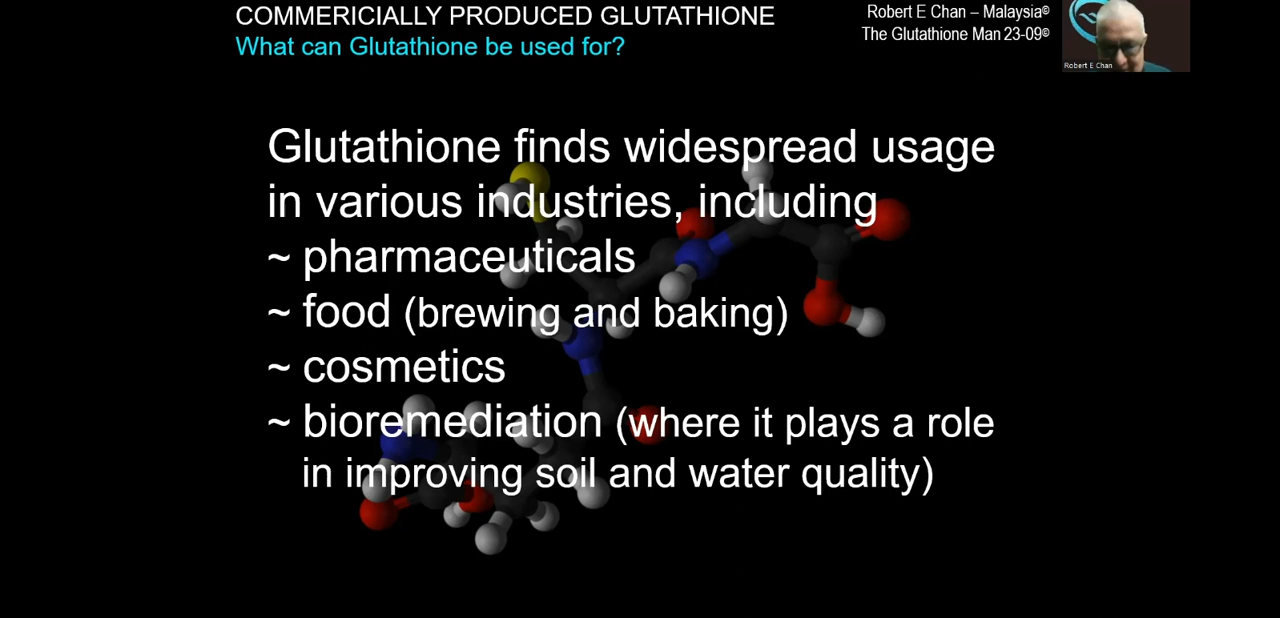 COMMERICIALLY PRODUCED GLUTATHIONE
What can Glutathione be used for?
Robert E Chan – Malaysia©
The Glutathione Man 23-09©
Robert E Chan
Glutathione finds widespread usage
in various industries, including
~ pharmaceuticals
~ food (brewing and baking)
~ cosmetics
~ bioremediation (where it plays a role
in improving soil and water quality)